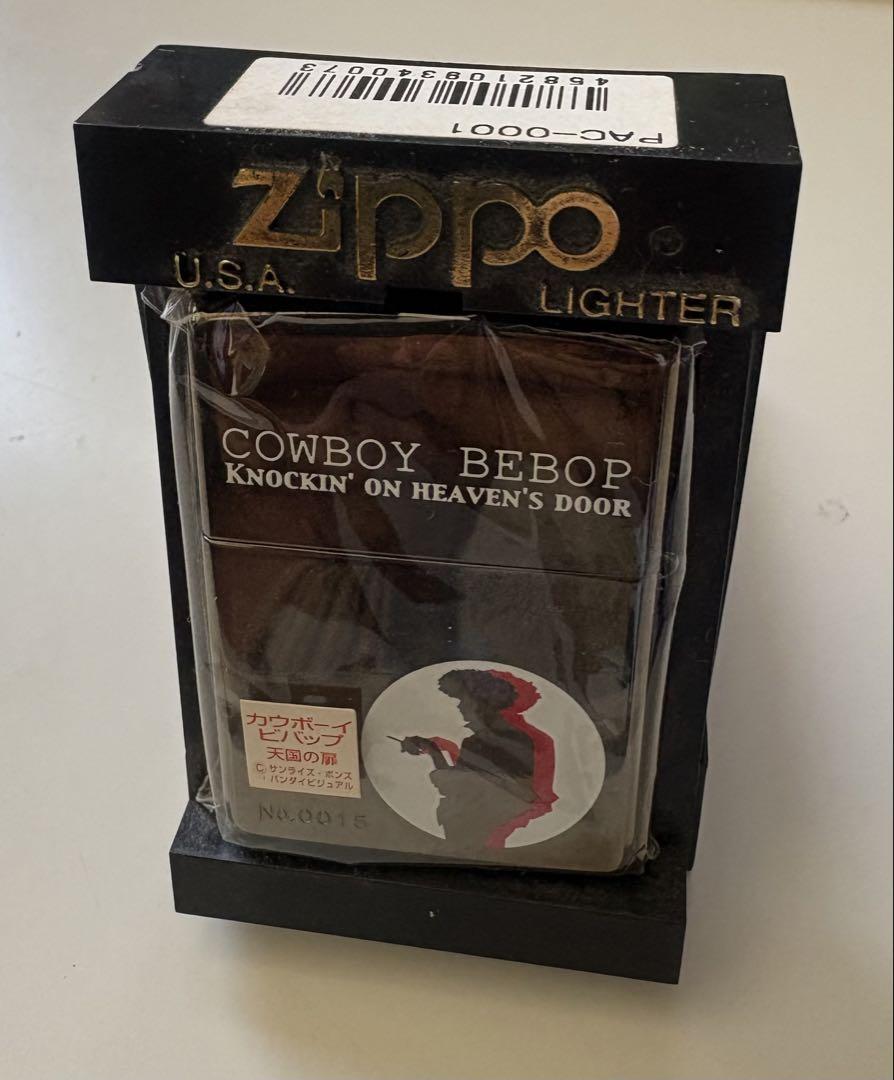 PAC-0001
4582109340073
Zippo
U.S.A. LIGHTER
COWBOY BEBOP
KNOCKIN' ON HEAVEN'S DOOR
カウボーイ
ビバップ
天国の扉
©サンライズ・ボンズ
・バンダイビジュアル
No.0015